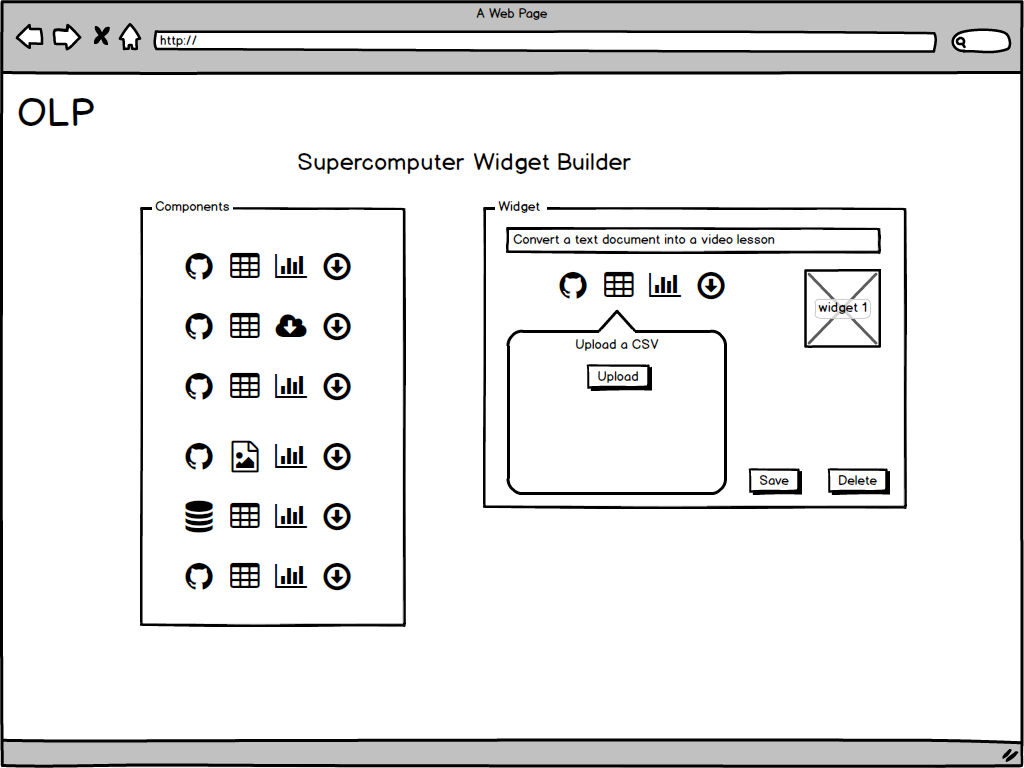 A Web Page
http://
OLP
Supercomputer Widget Builder
Components
Widget
Convert a text document into a video lesson
widget 1
Upload a CSV
Upload
Save
Delete